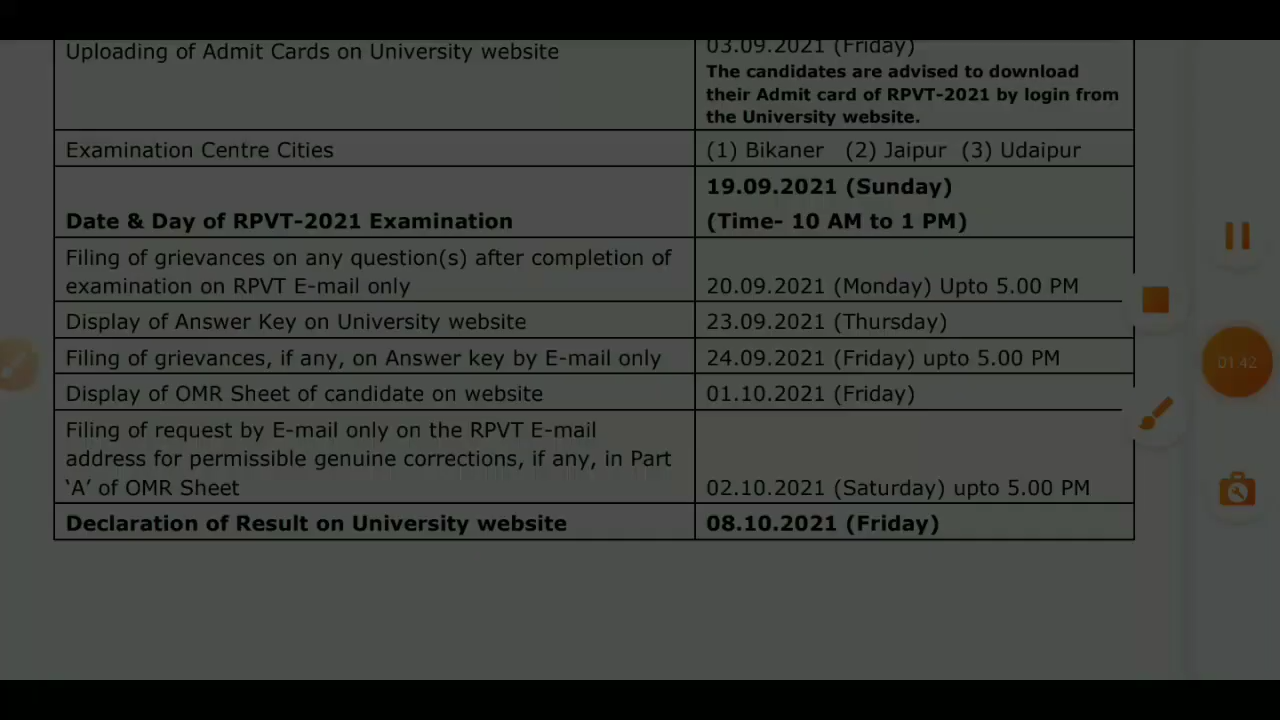 Uploading of Admit Cards on University website
03.09.2021 (Friday)
The candidates are advised to download
their Admit card of RPVT-2021 by login from
the University website.
Examination Centre Cities
(1) Bikaner (2) Jaipur (3) Udaipur
Date & Day of RPVT-2021 Examination
19.09.2021 (Sunday)
(Time- 10 AM to 1 PM)
Filing of grievances on any question(s) after completion of
examination on RPVT E-mail only
20.09.2021 (Monday) Upto 5.00 PM
Display of Answer Key on University website
23.09.2021 (Thursday)
Filing of grievances, if any, on Answer key by E-mail only
24.09.2021 (Friday) upto 5.00 PM
Display of OMR Sheet of candidate on website
01.10.2021 (Friday)
Filing of request by E-mail only on the RPVT E-mail
address for permissible genuine corrections, if any, in Part
‘A’ of OMR Sheet
02.10.2021 (Saturday) upto 5.00 PM
Declaration of Result on University website
08.10.2021 (Friday)
01:42